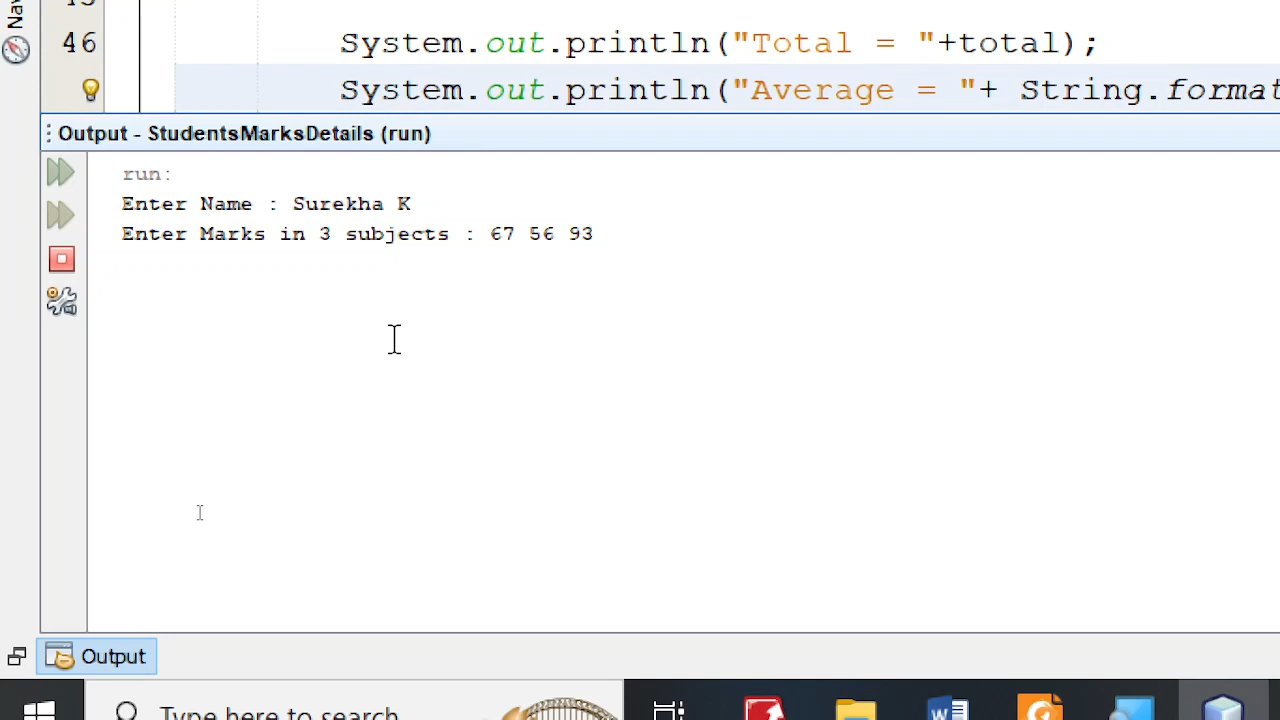 Nav
46
System.out.println("Total = "+total);
System.out.println("Average = "+ String.format
Output - StudentsMarksDetails (run)
run:
Enter Name : Surekha K
Enter Marks in 3 subjects : 67 56 93
Output
Type here to search